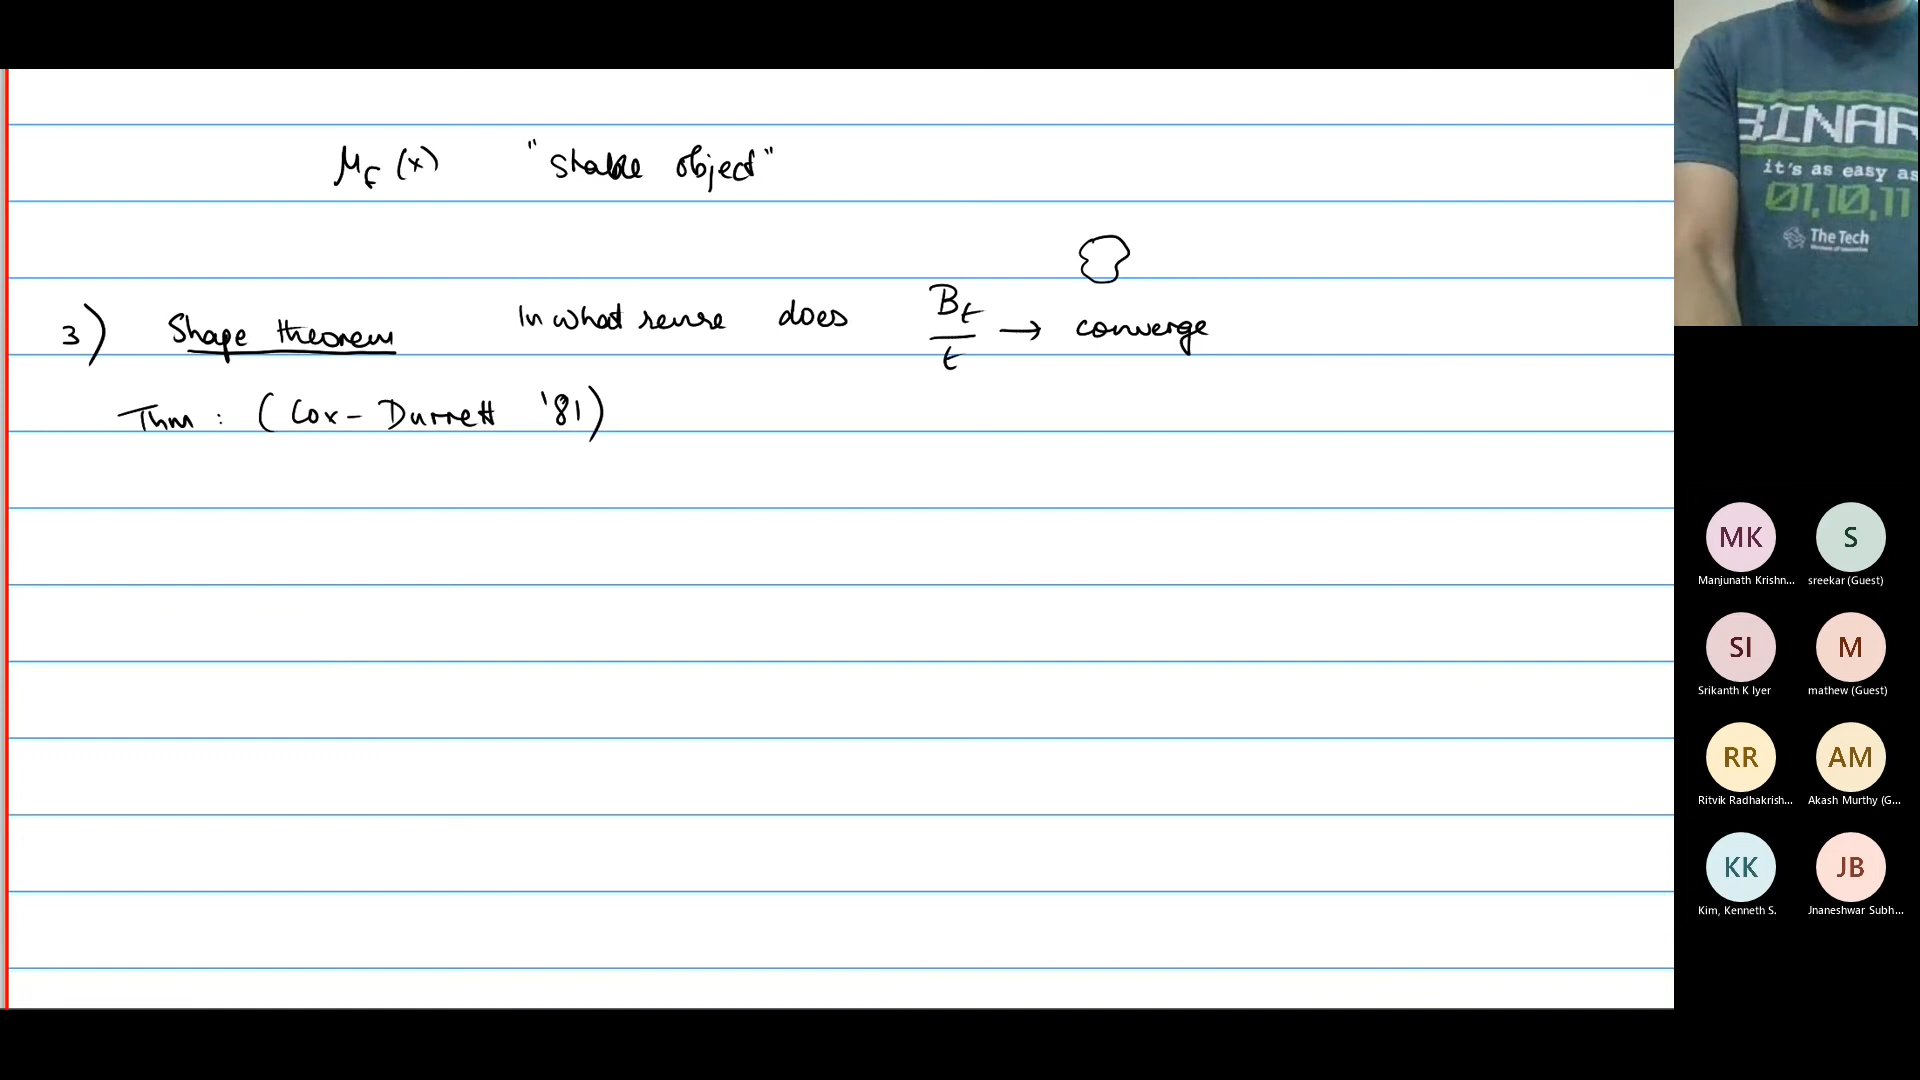 μ_F (x) "Stable object"
3) Shape theorem In what sense does B_t / t → converge
Thm : (Cox - Durrett '81)
BINAR
it's as easy as
01,10,11
The Tech
MK
S
Manjunath Krishn...
sreekar (Guest)
SI
M
Srikanth K Iyer
mathew (Guest)
RR
AM
Ritvik Radhakrish...
Akash Murthy (G...
KK
JB
Kim, Kenneth S.
Jnaneshwar Subh...